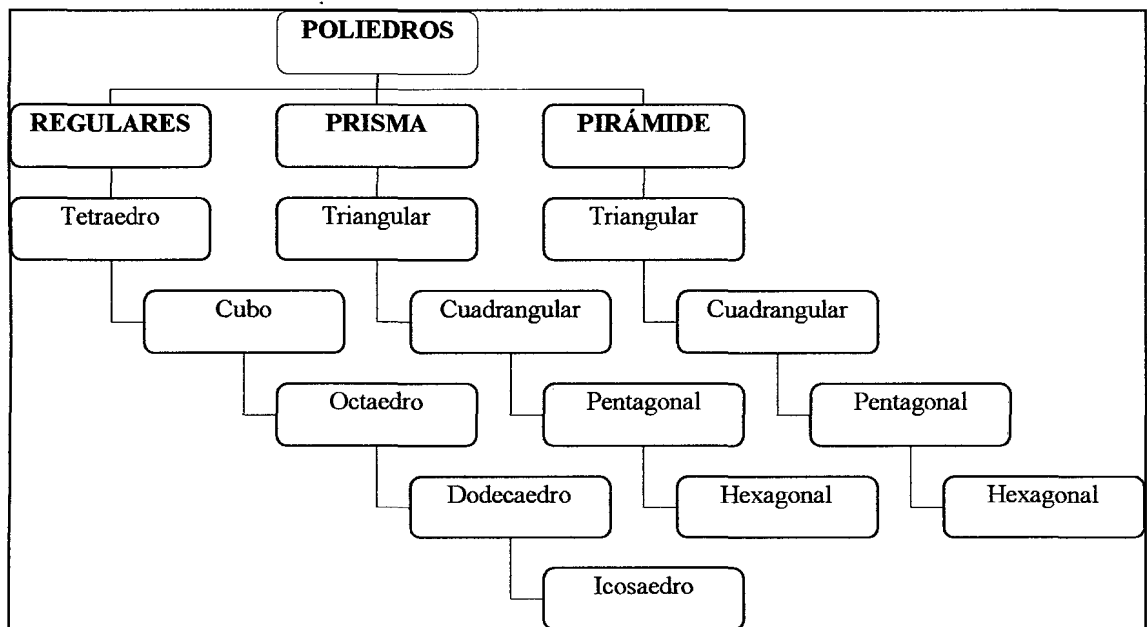 POLIEDROS
REGULARES
PRISMA
PIRÁMIDE
Tetraedro
Triangular
Triangular
Cubo
Cuadrangular
Cuadrangular
Octaedro
Pentagonal
Pentagonal
Dodecaedro
Hexagonal
Hexagonal
Icosaedro